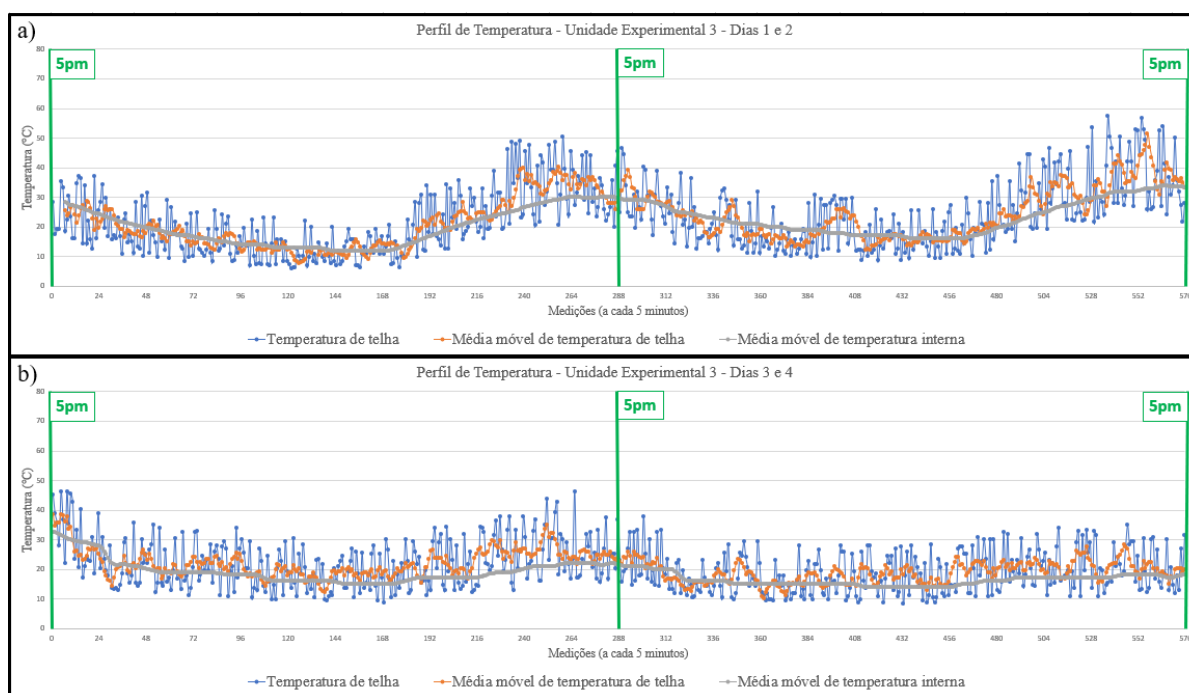 a)
Perfil de Temperatura - Unidade Experimental 3 - Dias 1 e 2
5pm 5pm 5pm
80
70
60
50
40
30
20
10
0
Temperatura (°C)
0 24 48 72 96 120 144 168 192 216 240 264 288 312 336 360 384 408 432 456 480 504 528 552 576
Medições (a cada 5 minutos)
Temperatura de telha Média móvel de temperatura de telha Média móvel de temperatura interna
b)
Perfil de Temperatura - Unidade Experimental 3 - Dias 3 e 4
5pm 5pm 5pm
80
70
60
50
40
30
20
10
0
Temperatura (°C)
0 24 48 72 96 120 144 168 192 216 240 264 288 312 336 360 384 408 432 456 480 504 528 552 576
Medições (a cada 5 minutos)
Temperatura de telha Média móvel de temperatura de telha Média móvel de temperatura interna